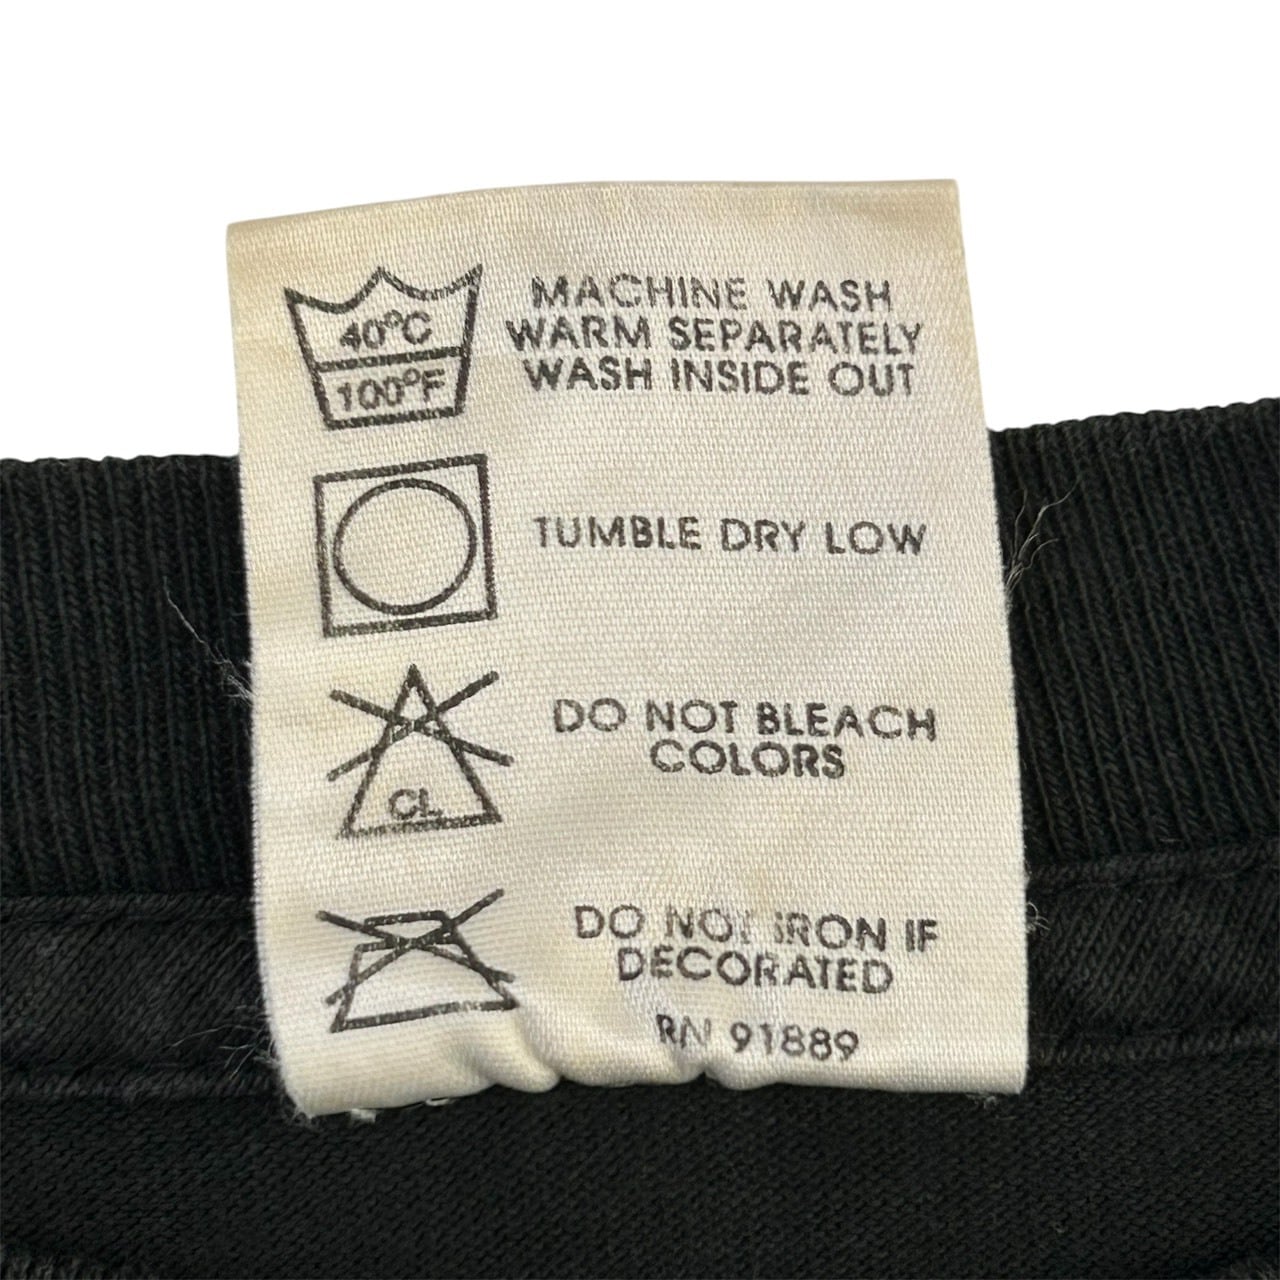 40°C
100°F
MACHINE WASH
WARM SEPARATELY
WASH INSIDE OUT
TUMBLE DRY LOW
CL
DO NOT BLEACH
COLORS
DO NOT IRON IF
DECORATED
RN 91889